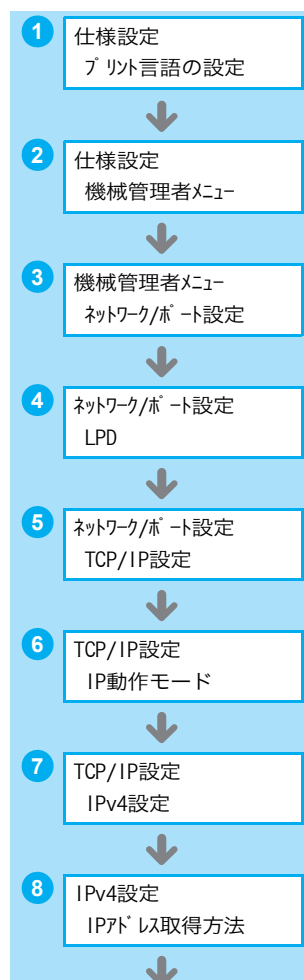 1
仕様設定
プリント言語の設定
2
仕様設定
機械管理者ﾒﾆｭｰ
3
機械管理者ﾒﾆｭｰ
ﾈｯﾄﾜｰｸ/ﾎﾟｰﾄ設定
4
ﾈｯﾄﾜｰｸ/ﾎﾟｰﾄ設定
LPD
5
ﾈｯﾄﾜｰｸ/ﾎﾟｰﾄ設定
TCP/IP設定
6
TCP/IP設定
IP動作モード
7
TCP/IP設定
IPv4設定
8
IPv4設定
IPｱﾄﾞﾚｽ取得方法